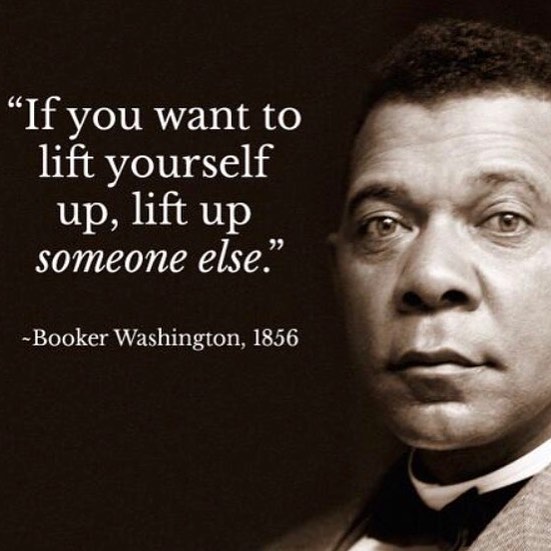 “If you want to
lift yourself
up, lift up
someone else.”
~Booker Washington, 1856